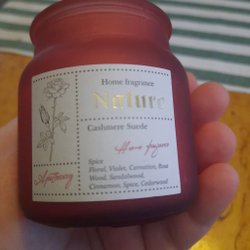 Home fragrance
Nature
Cashmere Suede
Home fragrance
Spice
Floral, Violet, Carnation, Rose
Wood, Sandalwood,
Cinnamon, Spice, Cedarwood
Apothecary